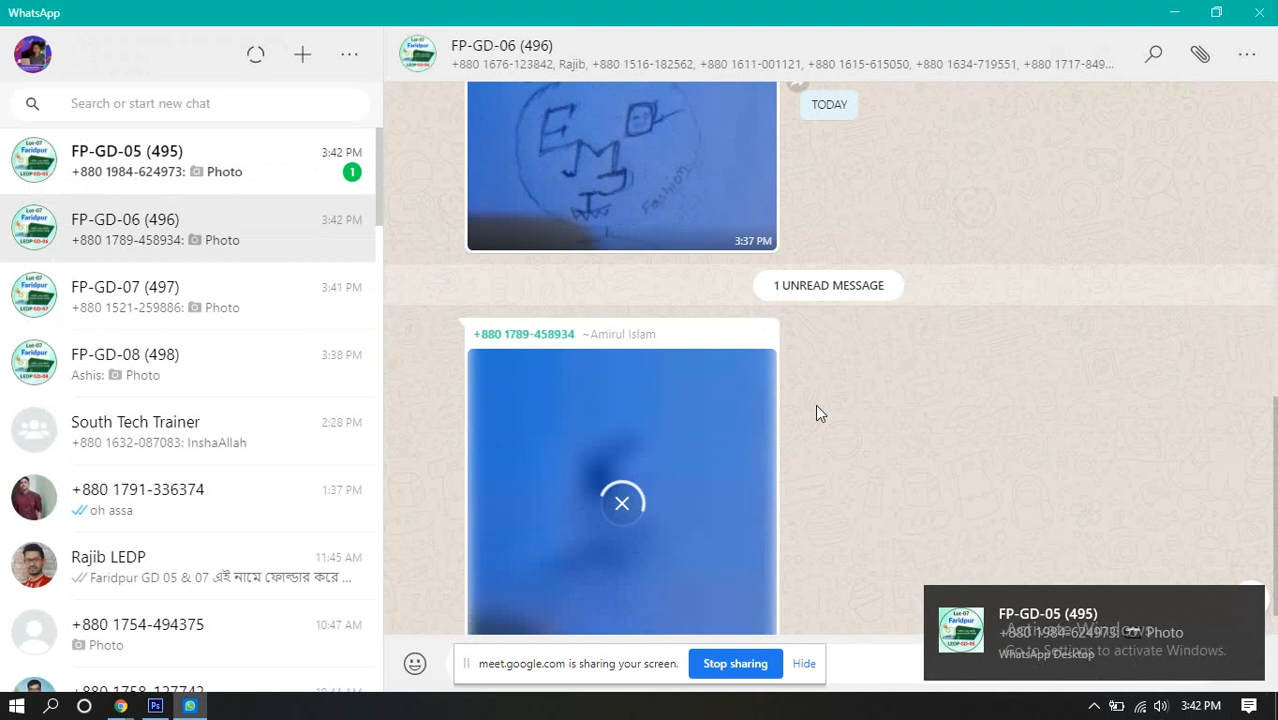 WhatsApp
Search or start new chat
FP-GD-05 (495)
3:42 PM
+880 1984-624973: Photo
1
FP-GD-06 (496)
3:42 PM
+880 1789-458934: Photo
FP-GD-07 (497)
3:41 PM
+880 1521-259886: Photo
FP-GD-08 (498)
3:38 PM
Ashis: Photo
South Tech Trainer
2:28 PM
+880 1632-087083: InshaAllah
+880 1791-336374
1:37 PM
oh assa
Rajib LEDP
11:45 AM
Faridpur GD 05 & 07 এই নামে ফোল্ডার করে ...
+880 1754-494375
10:47 AM
Photo
FP-GD-06 (496)
+880 1676-123842, Rajib, +880 1516-182562, +880 1611-001121, +880 1615-615050, +880 1634-719551, +880 1717-849...
TODAY
EMI
Fashion
3:37 PM
1 UNREAD MESSAGE
+880 1789-458934 ~Amirul Islam
FP-GD-05 (495)
+880 1984-624973: Photo
WhatsApp Desktop
Activate Windows
Go to Settings to activate Windows.
meet.google.com is sharing your screen.
Stop sharing
Hide
Ps
3:42 PM